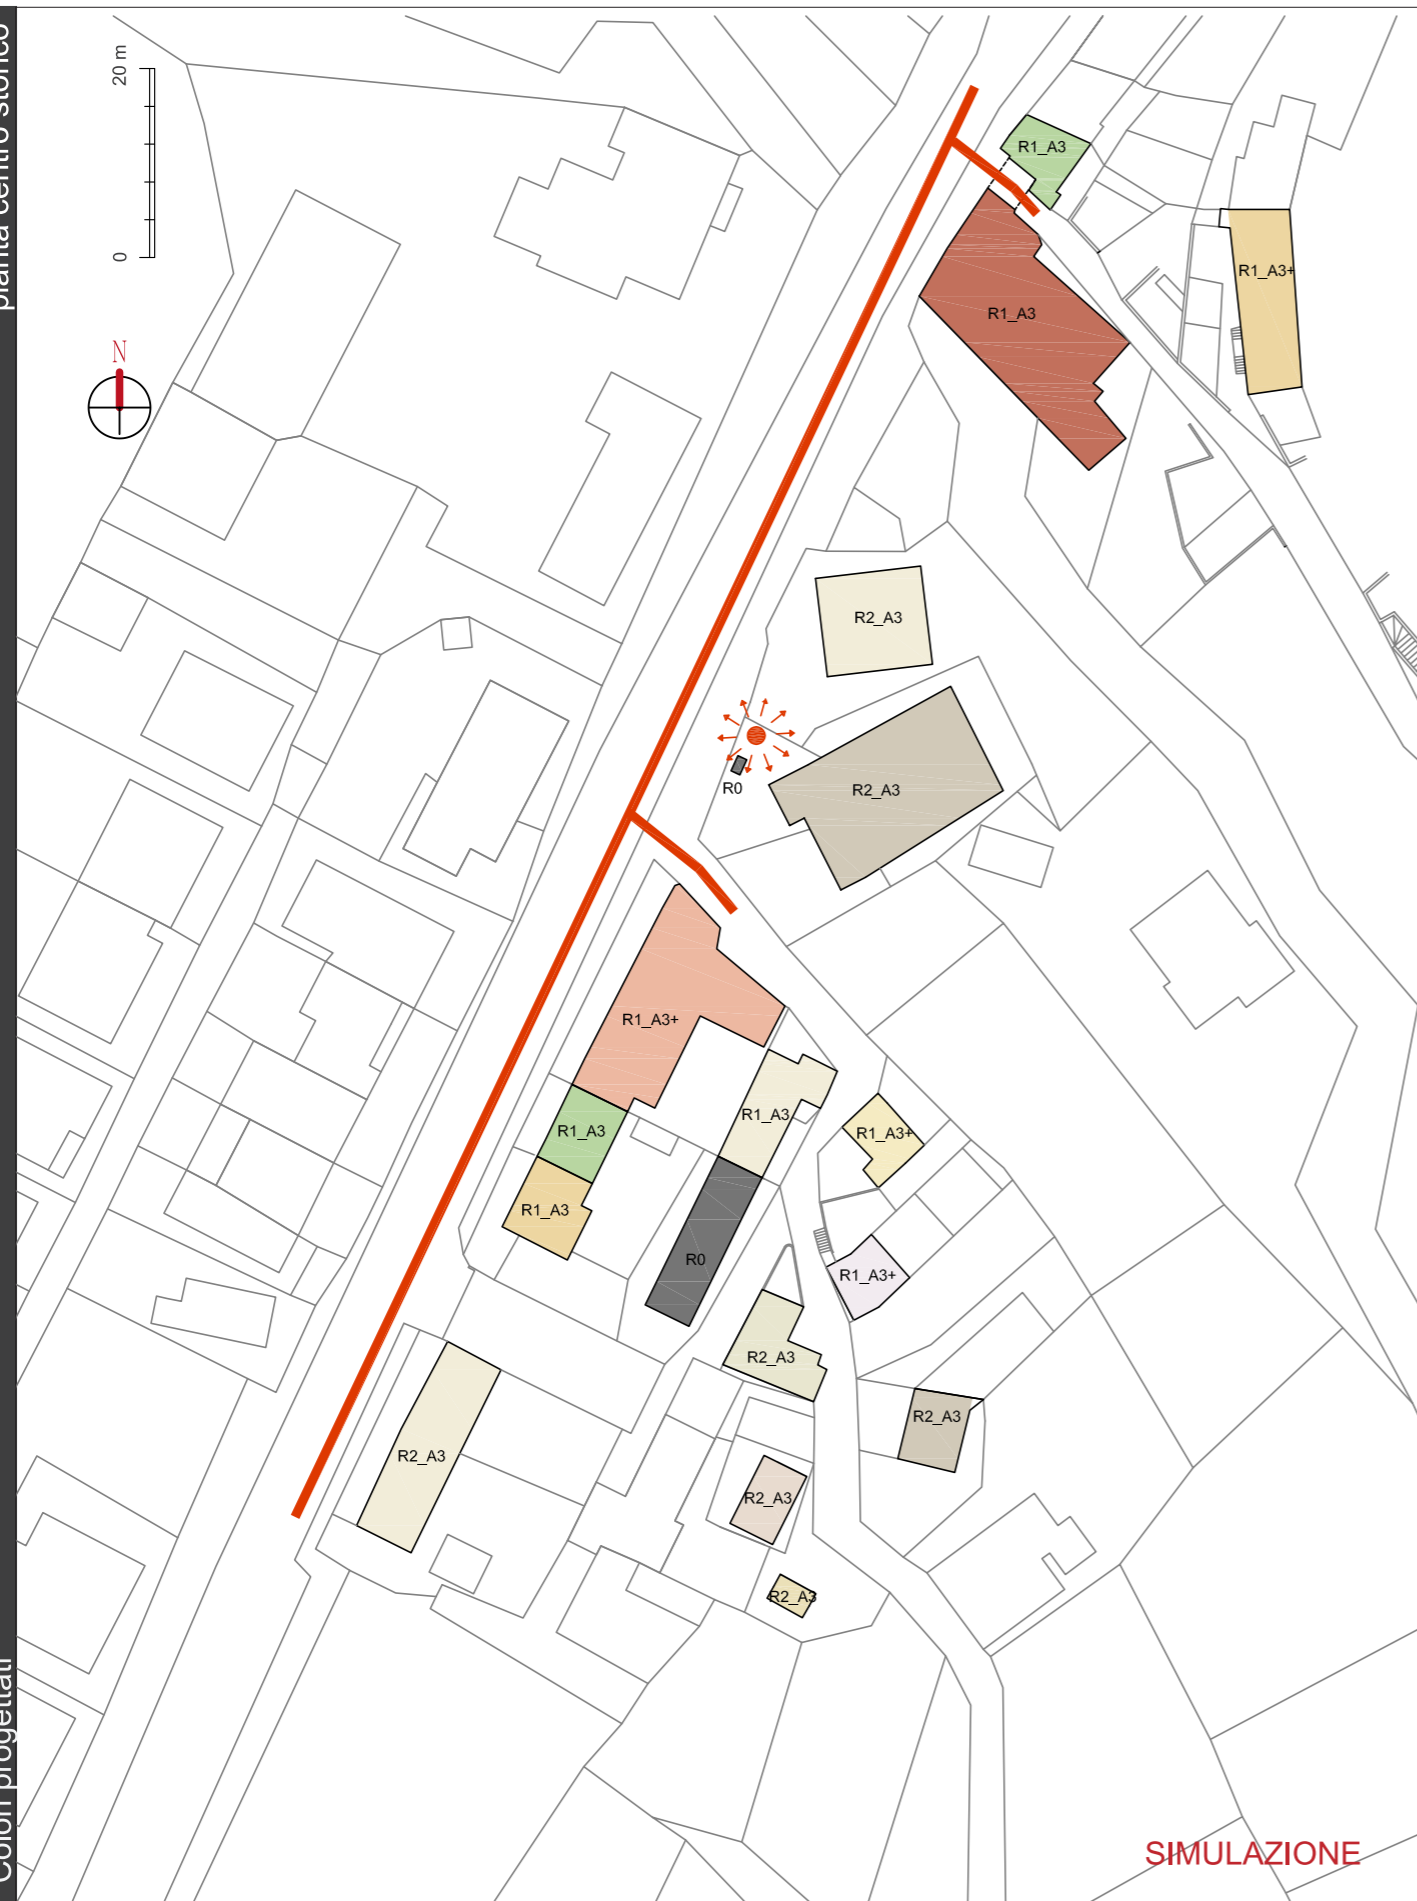 pianta centro storico
20 m
0
N
R1_A3
R1_A3+
R1_A3
R2_A3
R0
R2_A3
R1_A3+
R1_A3
R1_A3
R1_A3+
R1_A3
R0
R1_A3+
R2_A3
R2_A3
R2_A3
R2_A3
R2_A3
Colori progettati
SIMULAZIONE